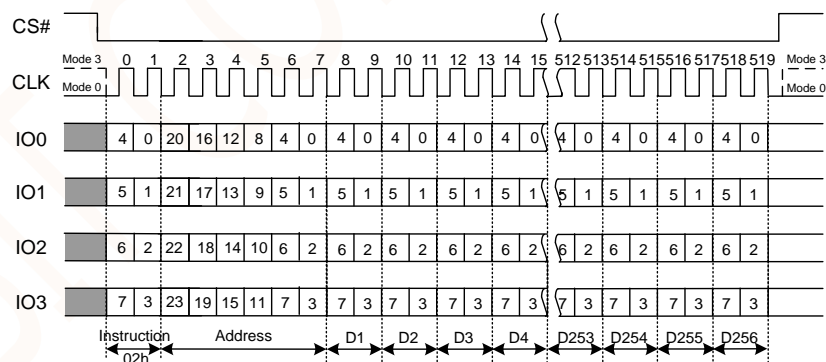 CS#
Mode 3 0 1 2 3 4 5 6 7 8 9 10 11 12 13 14 15 512 513 514 515 516 517 518 519 Mode 3
CLK
Mode 0 Mode 0
IO0 4 0 20 16 12 8 4 0 4 0 4 0 4 0 4 0 4 0 4 0 4 0 4 0
IO1 5 1 21 17 13 9 5 1 5 1 5 1 5 1 5 1 5 1 5 1 5 1 5 1
IO2 6 2 22 18 14 10 6 2 6 2 6 2 6 2 6 2 6 2 6 2 6 2 6 2
IO3 7 3 23 19 15 11 7 3 7 3 7 3 7 3 7 3 7 3 7 3 7 3 7 3
Instruction Address D1 D2 D3 D4 D253 D254 D255 D256
02h